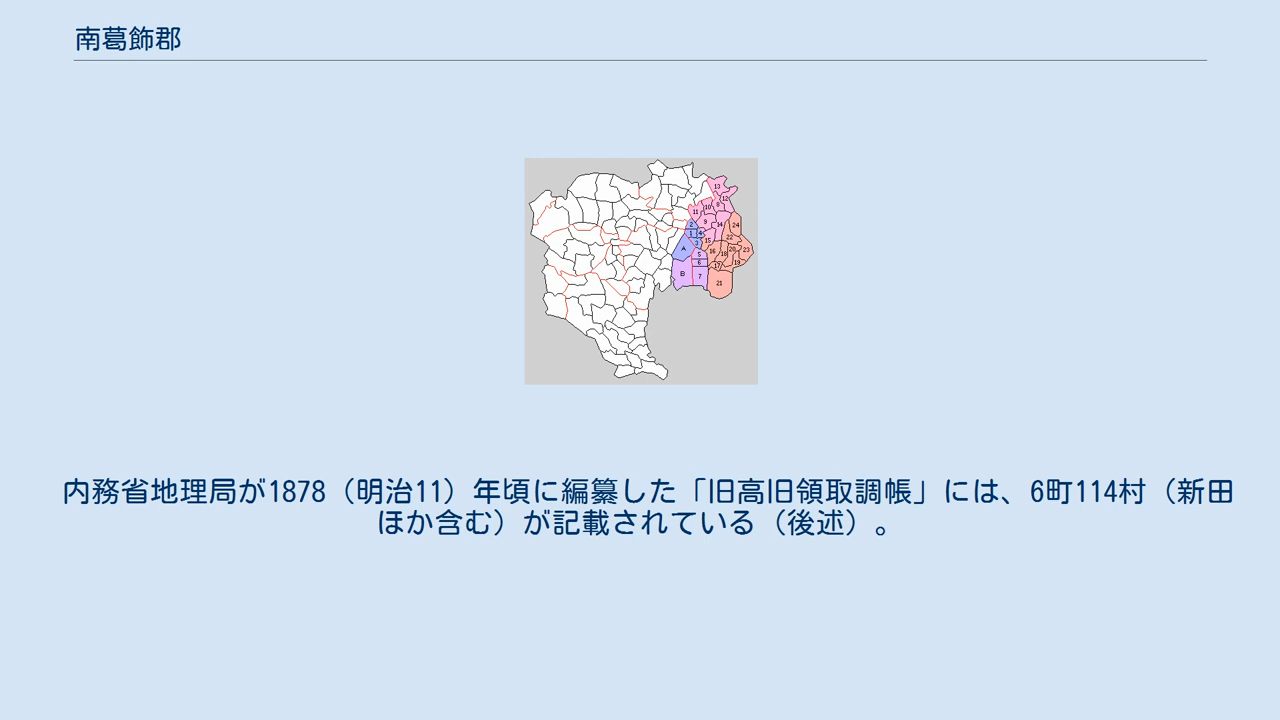 南葛飾郡
内務省地理局が1878（明治11）年頃に編纂した「旧高旧領取調帳」には、6町114村（新田
ほか含む）が記載されている（後述）。